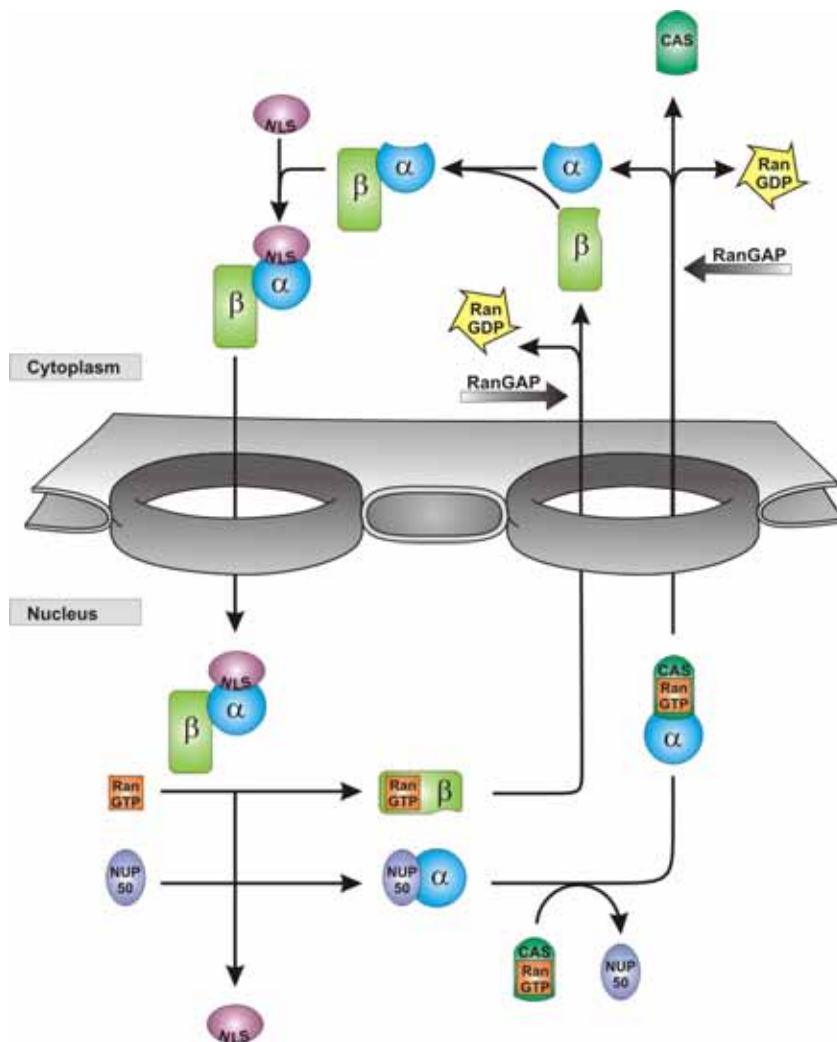 CAS
NLS
β
α
α
Ran
GDP
β
RanGAP
NLS
β
α
Ran
GDP
RanGAP
Cytoplasm
Nucleus
NLS
β
α
CAS
Ran
GTP
α
Ran
GTP
Ran
GTP
β
NUP
50
NUP
50
α
CAS
Ran
GTP
NUP
50
NLS